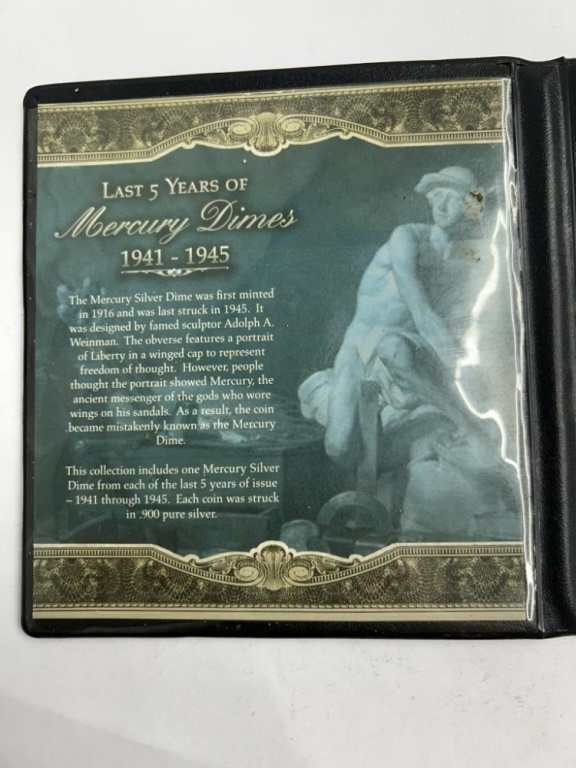 LAST 5 YEARS OF
Mercury Dimes
1941 - 1945
The Mercury Silver Dime was first minted
in 1916 and was last struck in 1945. It
was designed by famed sculptor Adolph A.
Weinman. The obverse features a portrait
of Liberty in a winged cap to represent
freedom of thought. However, people
thought the portrait showed Mercury, the
ancient messenger of the gods who wore
wings on his sandals. As a result, the coin
became mistakenly known as the Mercury
Dime.
This collection includes one Mercury Silver
Dime from each of the last 5 years of issue
– 1941 through 1945. Each coin was struck
in .900 pure silver.